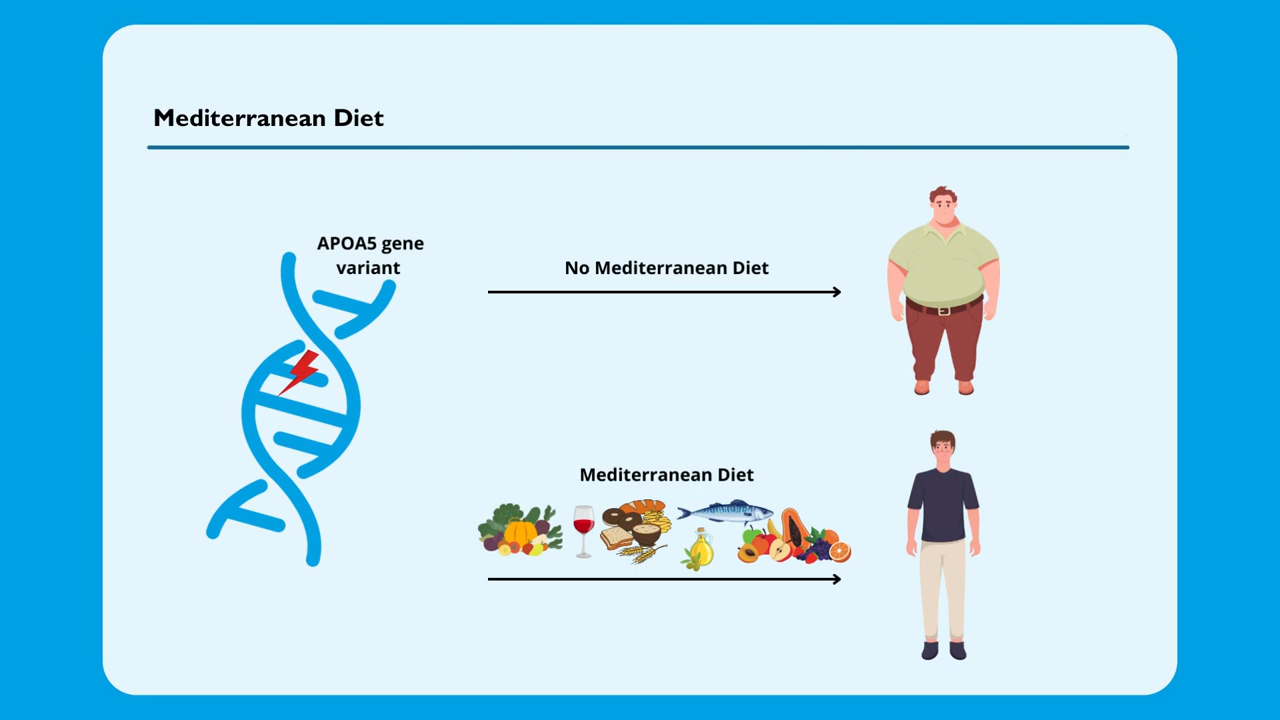 Mediterranean Diet
APOA5 gene
variant
No Mediterranean Diet
Mediterranean Diet